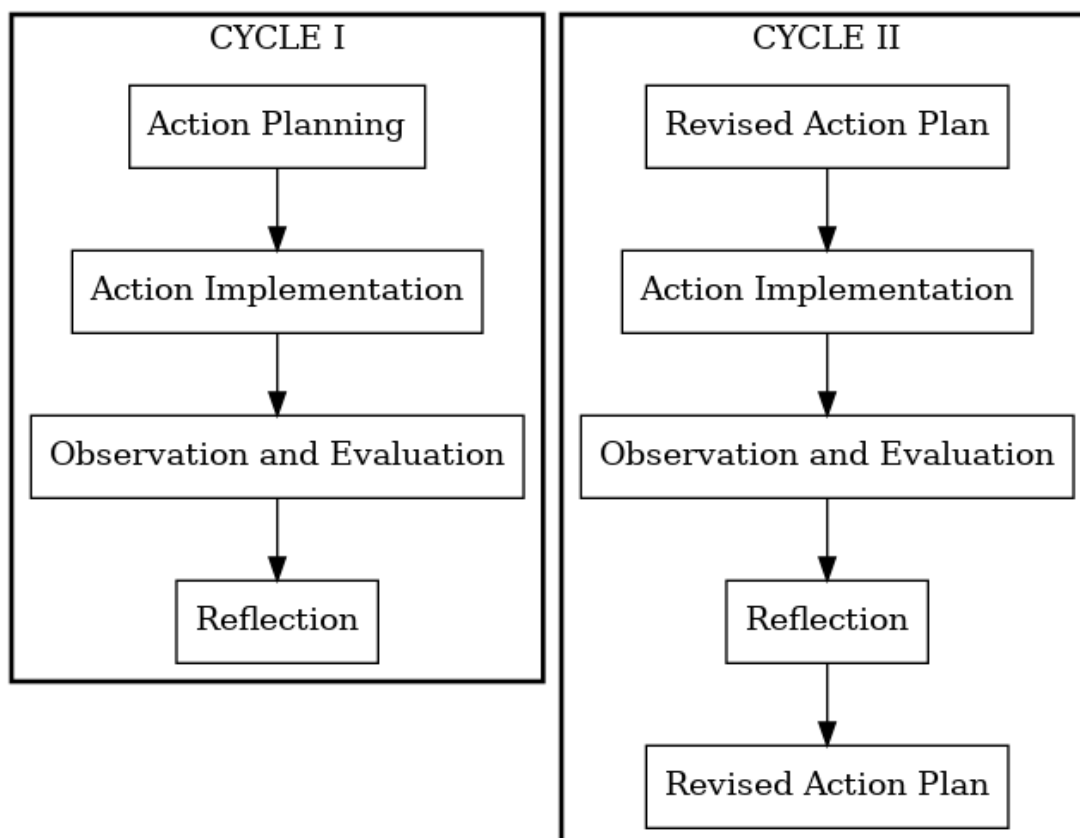 CYCLE I
Action Planning
Action Implementation
Observation and Evaluation
Reflection
CYCLE II
Revised Action Plan
Action Implementation
Observation and Evaluation
Reflection
Revised Action Plan